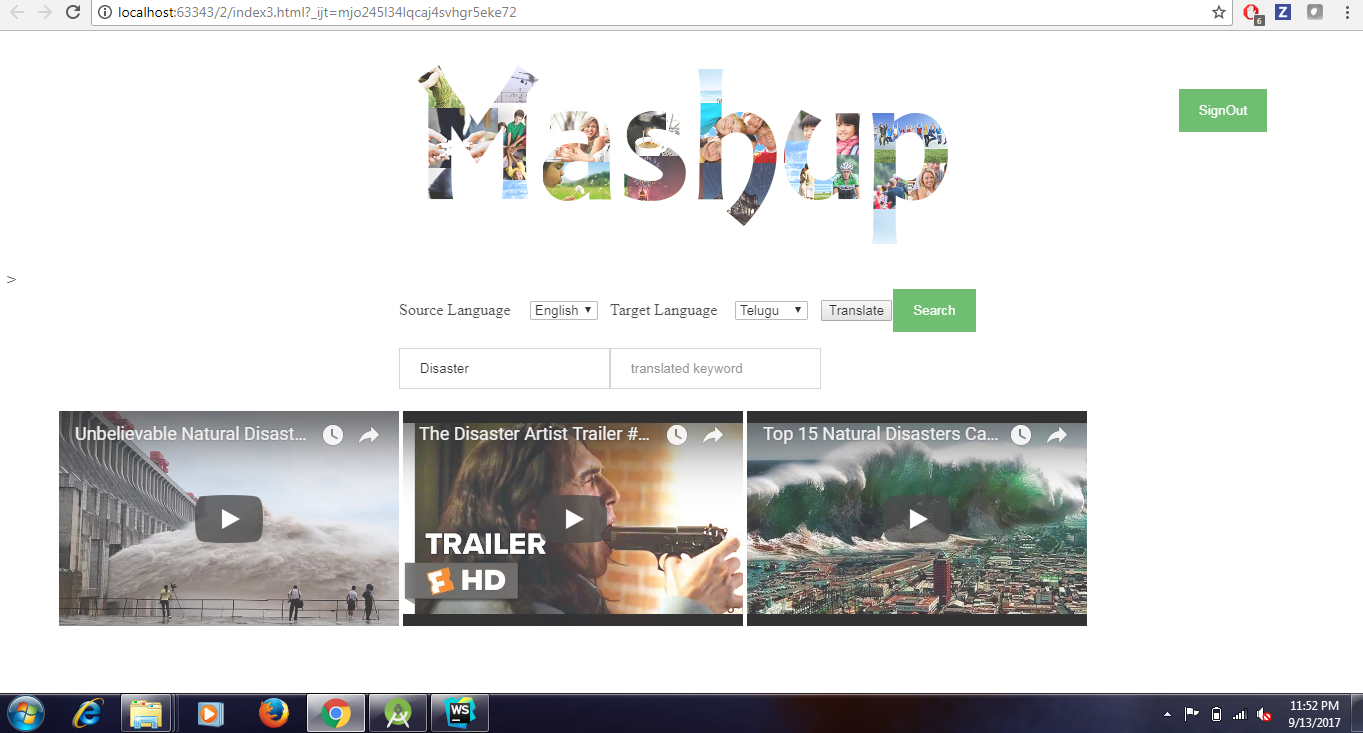 localhost:63343/2/index3.html?_ijt=mjo245l34lqcaj4svhgr5eke72
6
Z
Mashup
SignOut
>
Source Language English Target Language Telugu Translate Search
Disaster translated keyword
Unbelievable Natural Disast... The Disaster Artist Trailer #... Top 15 Natural Disasters Ca...
TRAILER
F HD
WS
11:52 PM
9/13/2017